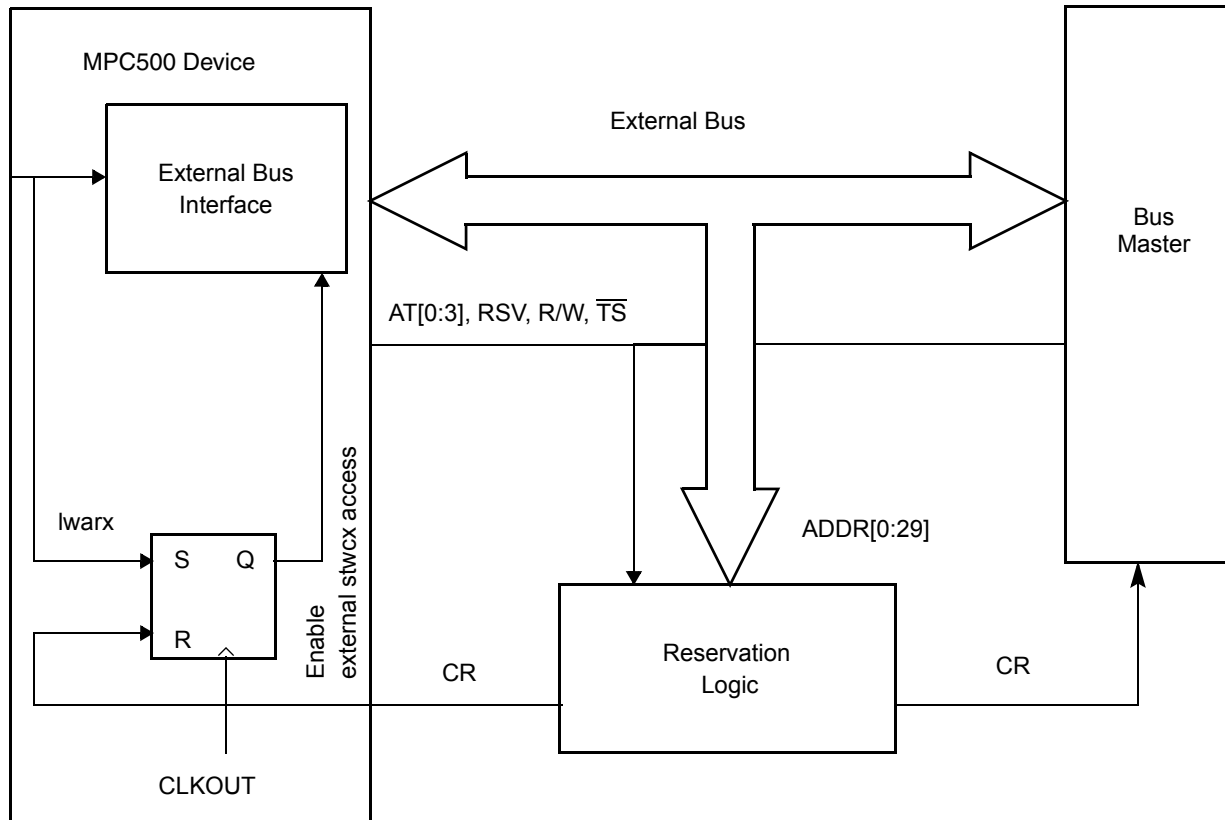 MPC500 Device
External Bus
External Bus
Interface
Bus
Master
AT[0:3], RSV, R/W, T̅S̅
lwarx
S Q
R
Enable
external stwcx access
ADDR[0:29]
Reservation
Logic
CR
CR
CLKOUT